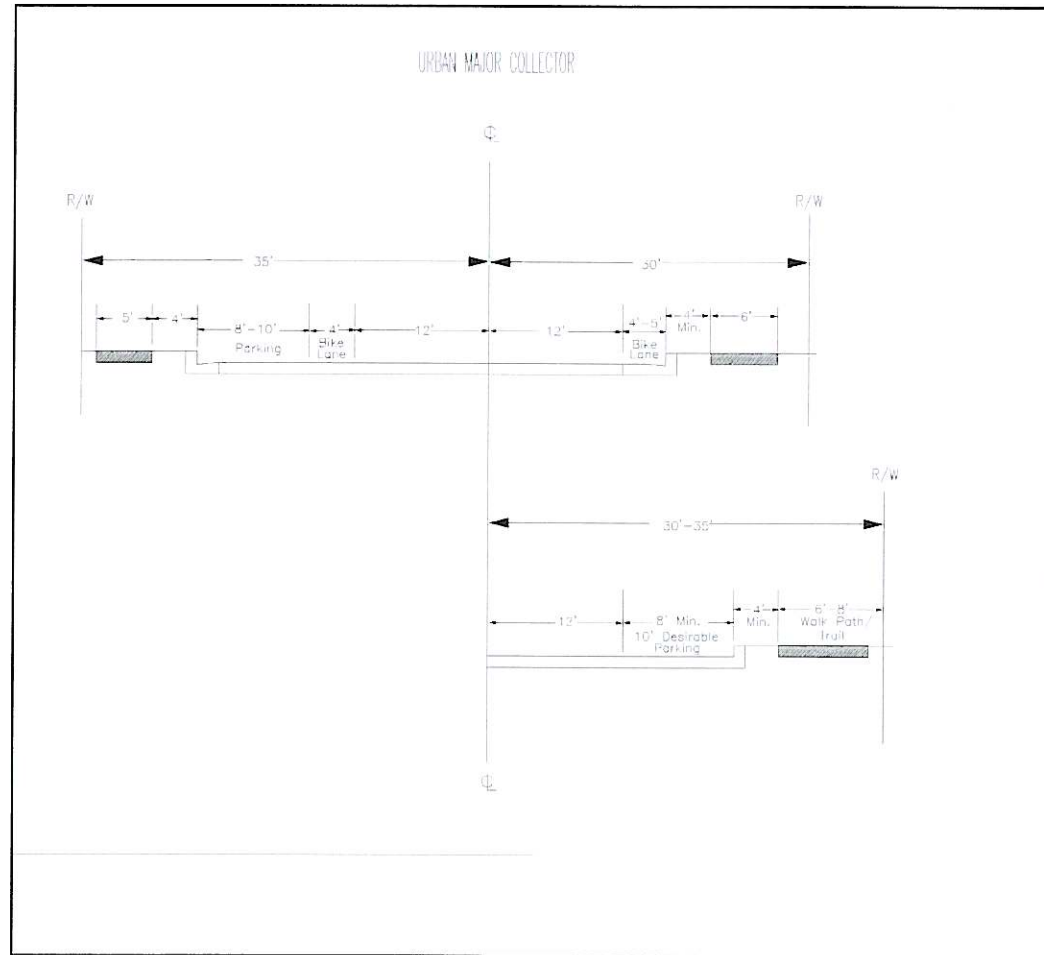 URBAN MAJOR COLLECTOR
℄
R/W
R/W
35'
30'
5'
4'
8'-10'
Parking
4'
Bike
Lane
12'
12'
4'-5'
Bike
Lane
4'
Min.
6'
R/W
30'-35'
12'
8' Min.
10' Desirable
Parking
4'
Min.
6'-8'
Walk Path/
Trail
℄